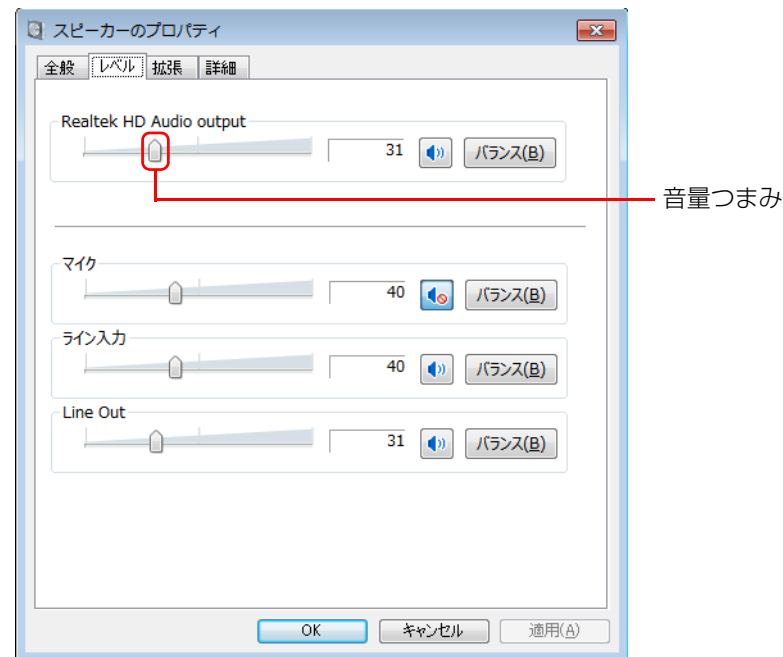 スピーカーのプロパティ
全般 レベル 拡張 詳細
Realtek HD Audio output
31 バランス(B)
音量つまみ
マイク
40 バランス(B)
ライン入力
40 バランス(B)
Line Out
31 バランス(B)
OK キャンセル 適用(A)